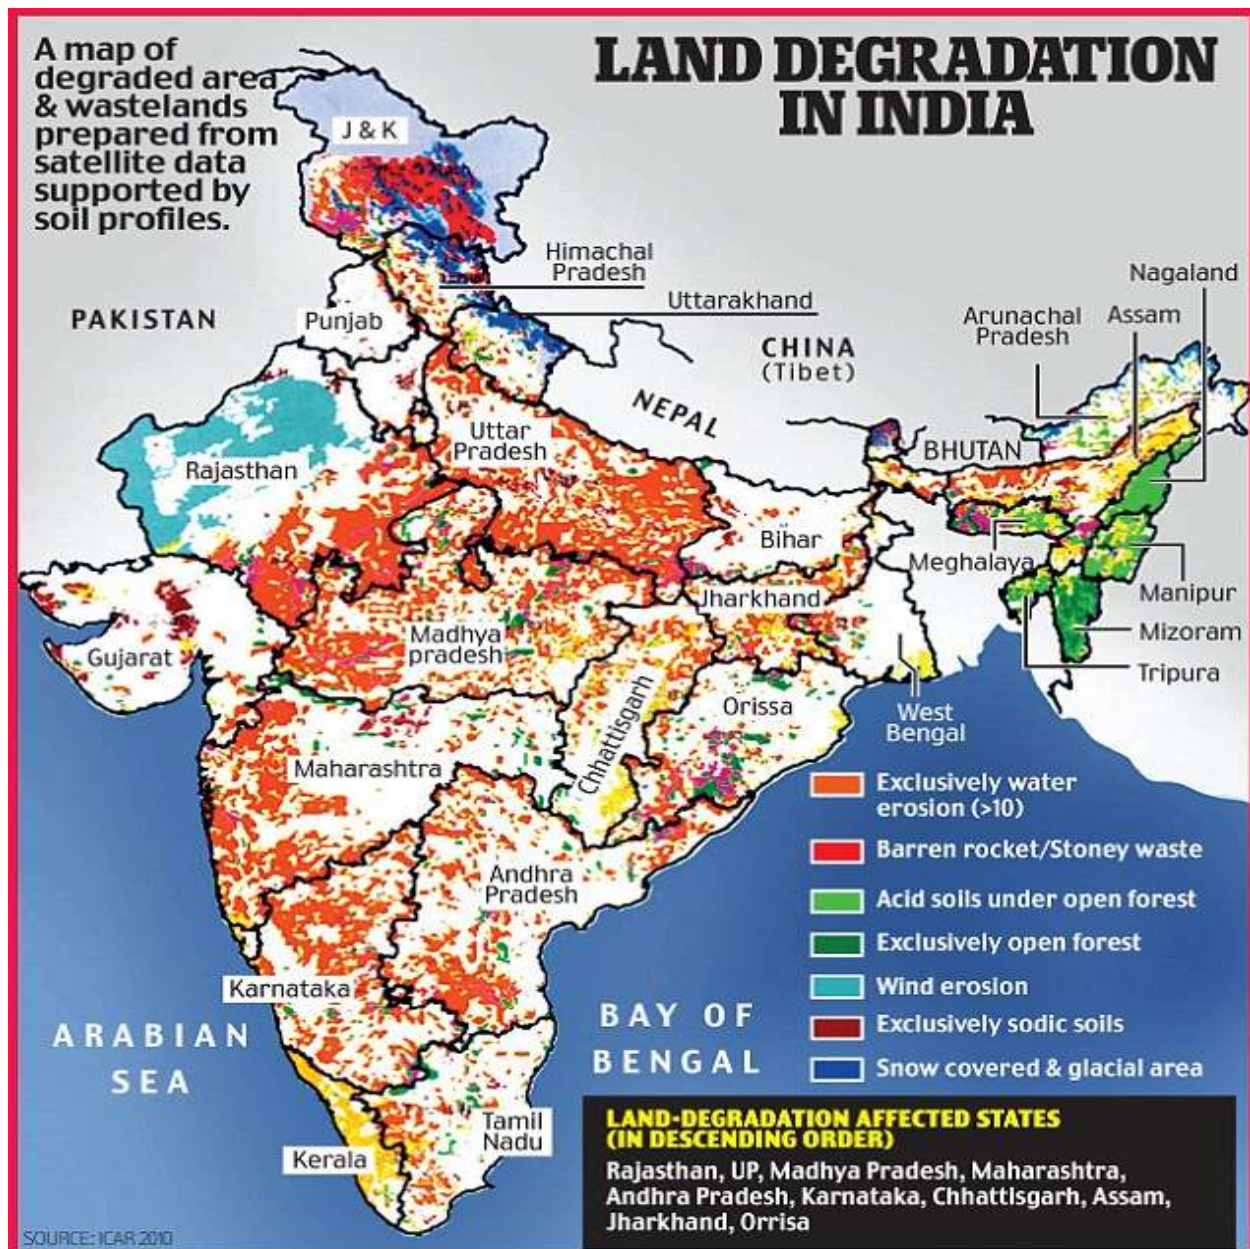 A map of
degraded area
& wastelands
prepared from
satellite data
supported by
soil profiles.
LAND DEGRADATION
IN INDIA
J & K
Himachal
Pradesh
Uttarakhand
Nagaland
Arunachal
Pradesh
Assam
PAKISTAN
Punjab
CHINA
(Tibet)
NEPAL
BHUTAN
Uttar
Pradesh
Rajasthan
Bihar
Meghalaya
Jharkhand
Manipur
Mizoram
Tripura
Gujarat
Madhya
pradesh
Chhattisgarh
Orissa
West
Bengal
Maharashtra
Andhra
Pradesh
Karnataka
ARABIAN
SEA
BAY OF
BENGAL
Tamil
Nadu
Kerala
Exclusively water
erosion (>10)
Barren rocket/Stoney waste
Acid soils under open forest
Exclusively open forest
Wind erosion
Exclusively sodic soils
Snow covered & glacial area
LAND-DEGRADATION AFFECTED STATES
(IN DESCENDING ORDER)
Rajasthan, UP, Madhya Pradesh, Maharashtra,
Andhra Pradesh, Karnataka, Chhattisgarh, Assam,
Jharkhand, Orrisa
SOURCE: ICAR 2010